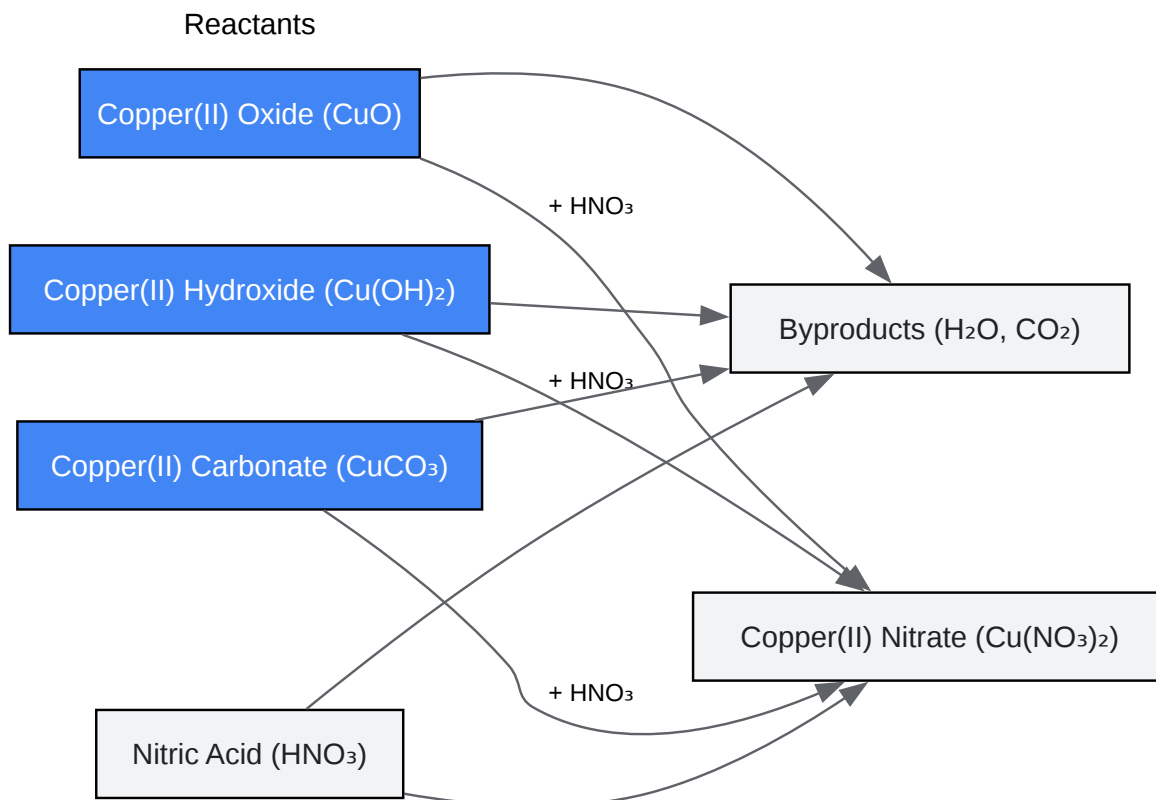 Reactants
Copper(II) Oxide (CuO)
+ HNO₃
Copper(II) Hydroxide (Cu(OH)₂)
Byproducts (H₂O, CO₂)
+ HNO₃
Copper(II) Carbonate (CuCO₃)
Copper(II) Nitrate (Cu(NO₃)₂)
+ HNO₃
Nitric Acid (HNO₃)